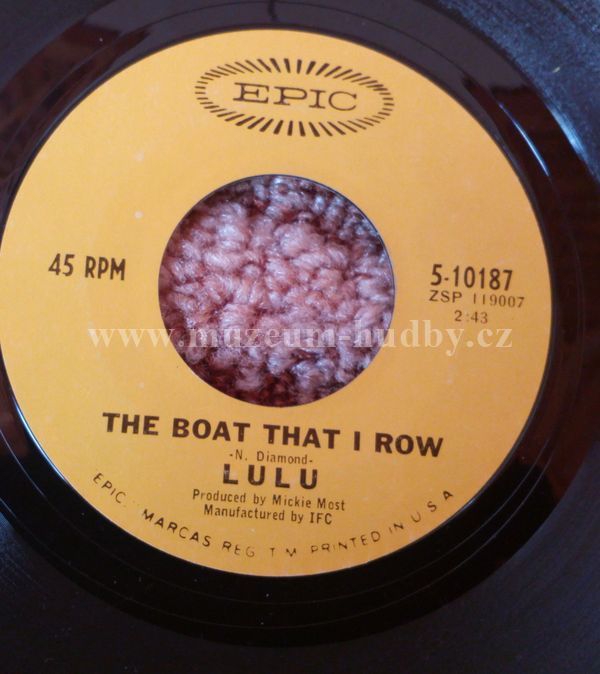 EPIC
45 RPM
5-10187
ZSP 119007
2:43
www.muzeum-hudby.cz
THE BOAT THAT I ROW
-N. Diamond-
LULU
Produced by Mickie Most
Manufactured by IFC
EPIC. MARCAS REG. T M PRINTED IN U S A